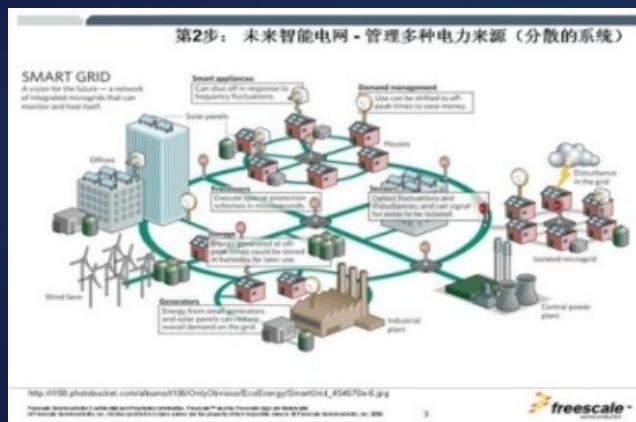 第2步： 未来智能电网 - 管理多种电力来源（分散的系统）
SMART GRID
A vision for the future — a network
of integrated microgrids that can
monitor and heal itself.
Smart appliances
Can shut off in response to
frequency fluctuations.
Demand management
Use can be shifted to off-
peak times to save money.
Solar panels
Houses
Offices
Disturbance
in the grid
Processors
Execute special protection
schemes in microseconds.
Sensors
Detect fluctuations and
disturbances, and can signal
for areas to be isolated.
Storage
Energy generated at off-
peak times could be stored
in batteries for later use.
Isolated microgrid
Wind farm
Generators
Energy from small generators
and solar panels can reduce
overall demand on the grid.
Industrial
plant
Central power
plant
3
freescale
semiconductor